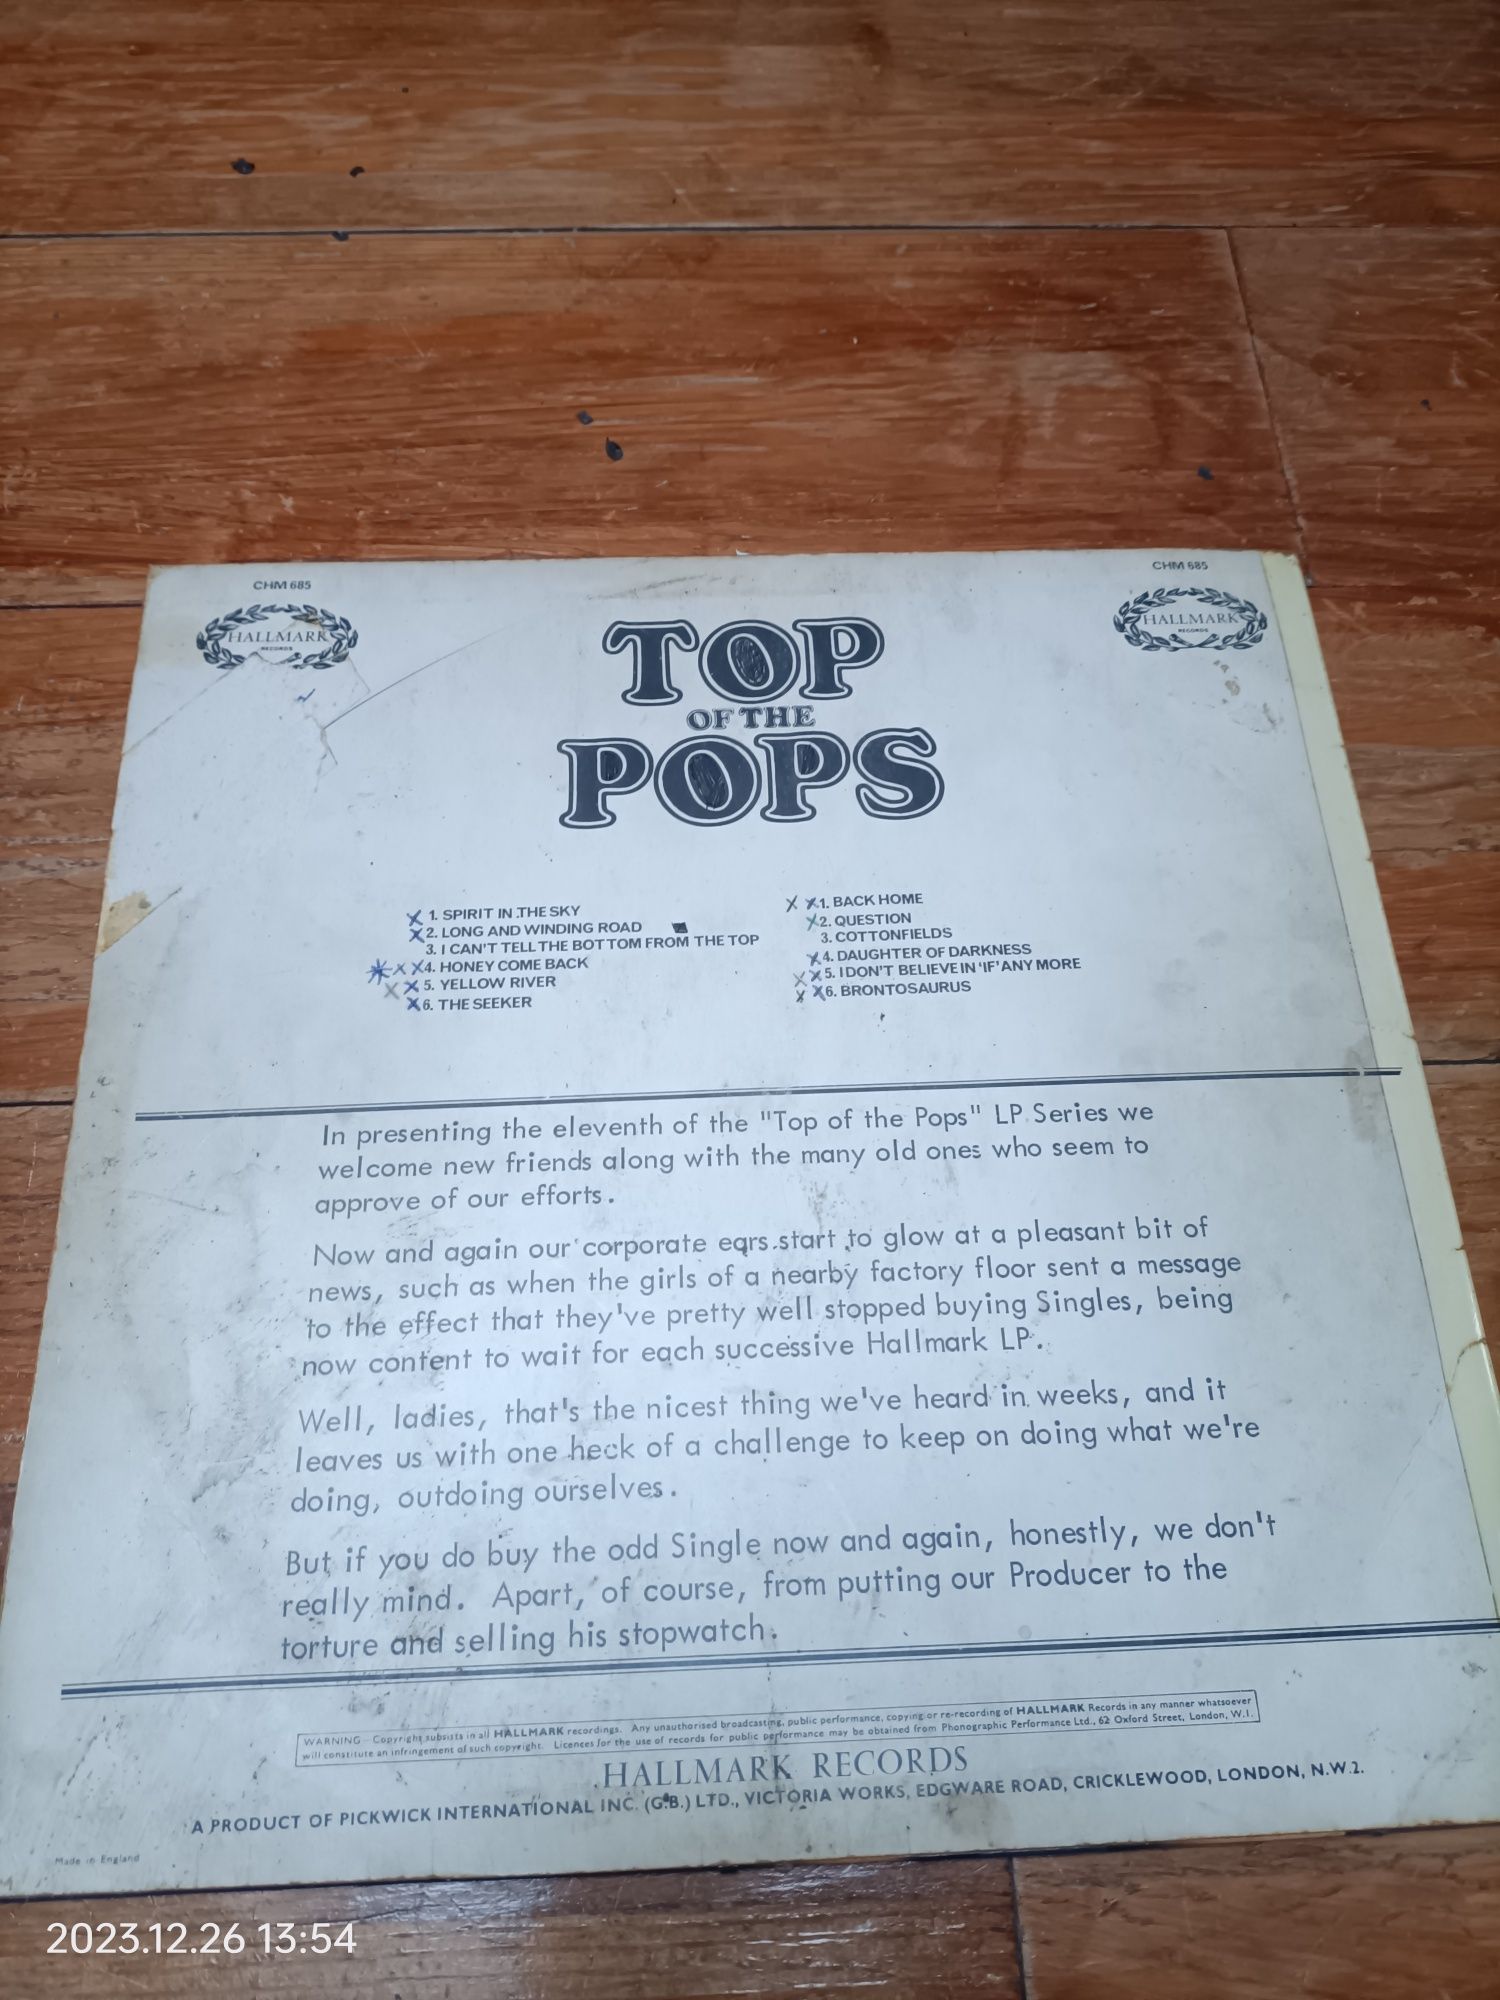 CHM 685
CHM 685
HALLMARK
RECORDS
HALLMARK
RECORDS
TOP
OF THE
POPS
1. SPIRIT IN THE SKY
2. LONG AND WINDING ROAD
3. I CAN'T TELL THE BOTTOM FROM THE TOP
4. HONEY COME BACK
5. YELLOW RIVER
6. THE SEEKER
1. BACK HOME
2. QUESTION
3. COTTONFIELDS
4. DAUGHTER OF DARKNESS
5. I DON'T BELIEVE IN 'IF' ANY MORE
6. BRONTOSAURUS
In presenting the eleventh of the "Top of the Pops" LP Series we
welcome new friends along with the many old ones who seem to
approve of our efforts.
Now and again our corporate ears start to glow at a pleasant bit of
news, such as when the girls of a nearby factory floor sent a message
to the effect that they've pretty well stopped buying Singles, being
now content to wait for each successive Hallmark LP.
Well, ladies, that's the nicest thing we've heard in weeks, and it
leaves us with one heck of a challenge to keep on doing what we're
doing, outdoing ourselves.
But if you do buy the odd Single now and again, honestly, we don't
really mind. Apart, of course, from putting our Producer to the
torture and selling his stopwatch.
WARNING - Copyright subsists in all HALLMARK recordings. Any unauthorised broadcasting, public performance, copying or re-recording of HALLMARK Records in any manner whatsoever
will constitute an infringement of such copyright. Licences for the use of records for public performance may be obtained from Phonographic Performance Ltd., 62 Oxford Street, London, W.I.
HALLMARK RECORDS
A PRODUCT OF PICKWICK INTERNATIONAL INC. (G.B.) LTD., VICTORIA WORKS, EDGWARE ROAD, CRICKLEWOOD, LONDON, N.W.2.
Made in England
2023.12.26 13:54